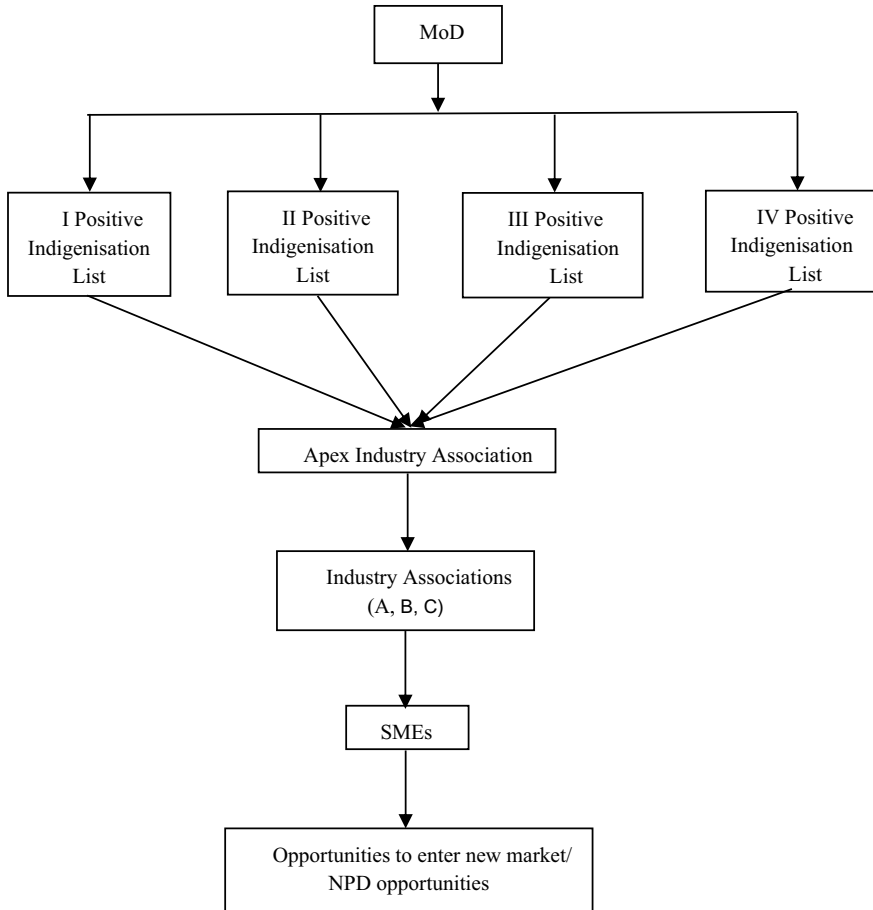 MoD
I Positive
Indigenisation
List
II Positive
Indigenisation
List
III Positive
Indigenisation
List
IV Positive
Indigenisation
List
Apex Industry Association
Industry Associations
(A, B, C)
SMEs
Opportunities to enter new market/
NPD opportunities